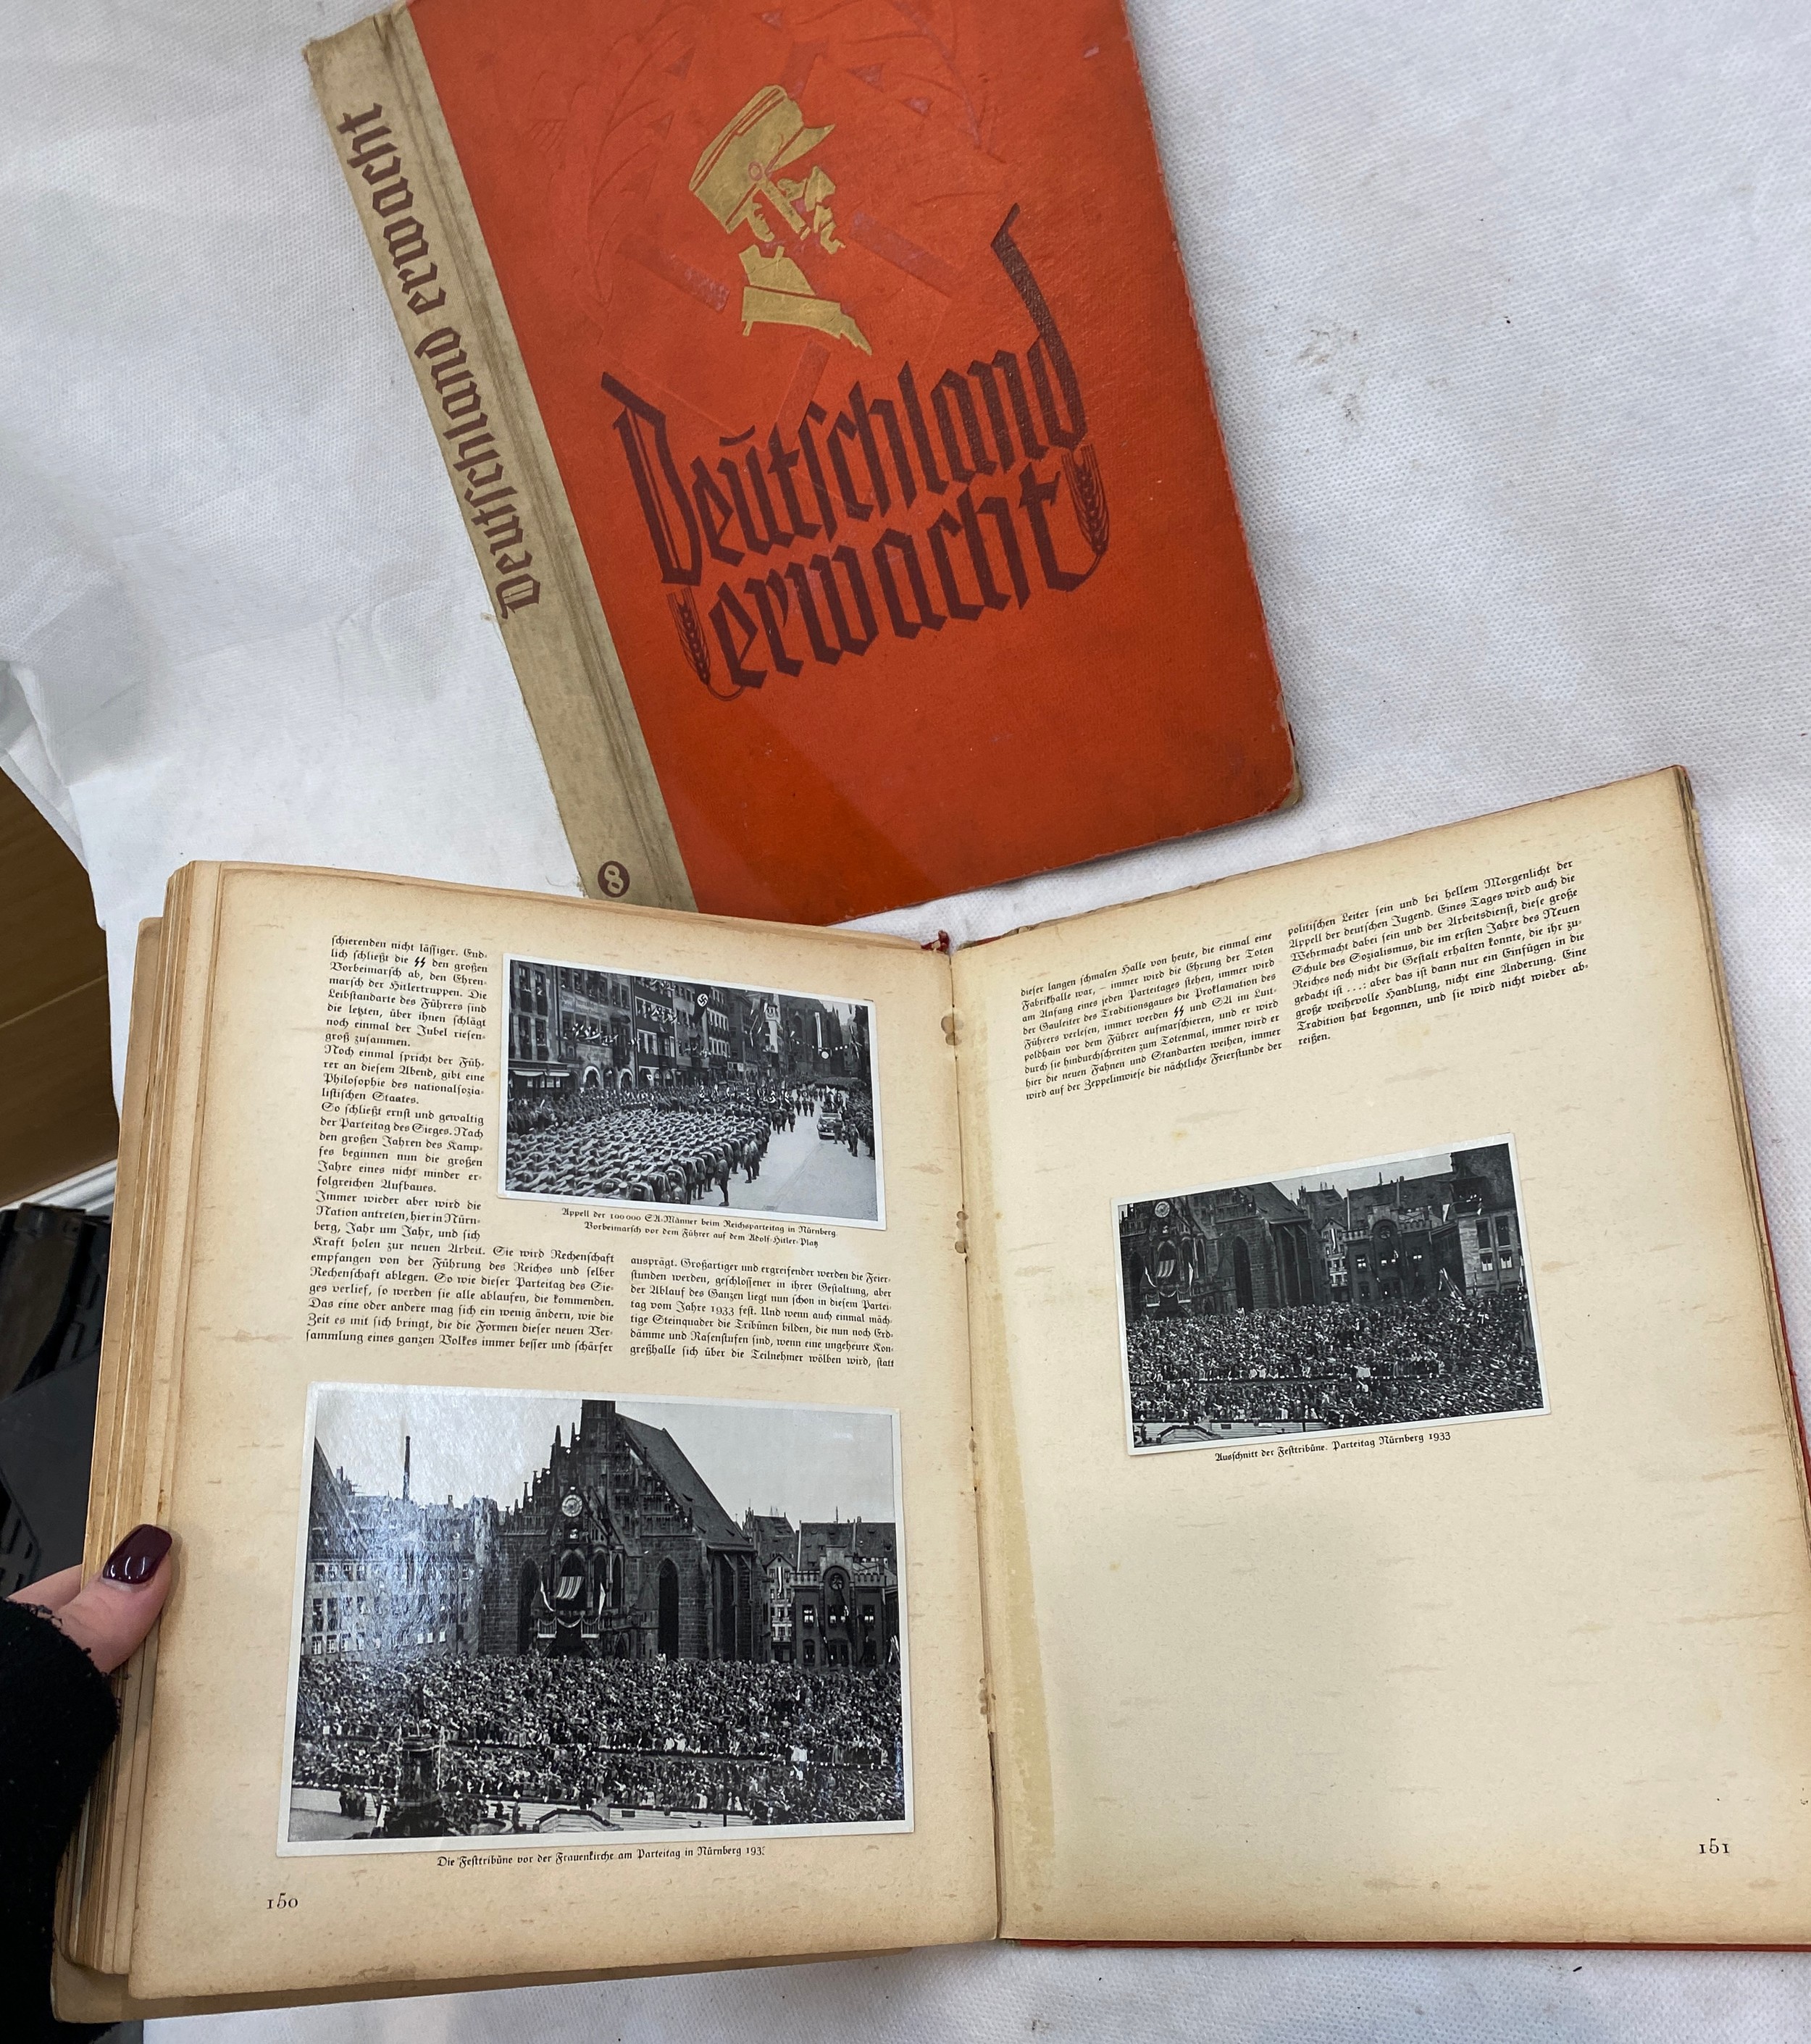 Deutschland erwacht
8
Deutschland
erwacht
schierenden nicht lässiger. End-
lich schließt die SS den großen
Vorbeimarsch ab, den Ehren-
marsch der Hitlertruppen. Die
Leibstandarte des Führers sind
die letzten, über ihnen schlägt
noch einmal der Jubel riesen-
groß zusammen.
Noch einmal spricht der Füh-
rer an diesem Abend, gibt eine
Philosophie des nationalsozia-
listischen Staates.
So schließt ernst und gewaltig
der Parteitag des Sieges. Nach
den großen Jahren des Kamp-
fes beginnen nun die großen
Jahre eines nicht minder er-
folgreichen Aufbaues.
Immer wieder aber wird die
Nation antreten, hier in Nürn-
berg, Jahr um Jahr, und sich
Kraft holen zur neuen Arbeit. Sie wird Rechenschaft
empfangen von der Führung des Reiches und selber
Rechenschaft ablegen. So wie dieser Parteitag des Sie-
ges verlief, so werden sie alle ablaufen, die kommenden.
Das eine oder andere mag sich ein wenig ändern, wie die
Zeit es mit sich bringt, die die Formen dieser neuen Ver-
sammlung eines ganzen Volkes immer besser und schärfer
Appell der 100000 SA-Männer beim Reichsparteitag in Nürnberg
Vorbeimarsch vor dem Führer auf dem Adolf-Hitler-Platz
ausprägt. Großartiger und ergreifender werden die Feier-
stunden werden, geschlossener in ihrer Gestaltung, aber
der Ablauf des Ganzen liegt nun schon in diesem Partei-
tag vom Jahre 1933 fest. Und wenn auch einmal mäch-
tige Steinquader die Tribünen bilden, die nun noch Erd-
dämme und Rasenstufen sind, wenn eine ungeheure Kon-
greßhalle sich über die Teilnehmer wölben wird, statt
Die Festtribüne vor der Frauenkirche am Parteitag in Nürnberg 193
150
dieser langen schmalen Halle von heute, die einmal eine
Fabrikhalle war, – immer wird die Ehrung der Toten
am Anfang eines jeden Parteitages stehen, immer wird
der Gauleiter des Traditionsgaues die Proklamation des
Führers verlesen, immer werden SS und SA im Luit-
poldhain vor dem Führer aufmarschieren, und er wird
durch sie hindurchschreiten zum Totenmal, immer wird er
hier die neuen Fahnen und Standarten weihen, immer
wird auf der Zeppelinwiese die nächtliche Feierstunde der
politischen Leiter sein und bei hellem Morgenlicht der
Appell der deutschen Jugend. Eines Tages wird auch die
Wehrmacht dabei sein und der Arbeitsdienst, diese große
Schule des Sozialismus, die im ersten Jahre des Neuen
Reiches noch nicht die Gestalt erhalten konnte, die ihr zu-
gedacht ist ...: aber das ist dann nur ein Einfügen in die
große weihevolle Handlung, nicht eine Änderung. Eine
Tradition hat begonnen, und sie wird nicht wieder ab-
reißen.
Ausschnitt der Festtribüne. Parteitag Nürnberg 1933
151